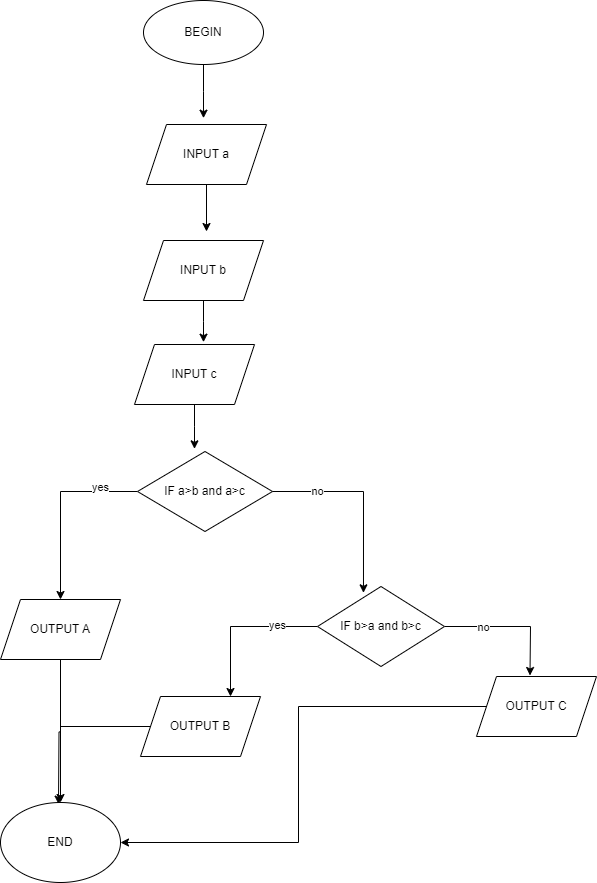 BEGIN
INPUT a
INPUT b
INPUT c
IF a>b and a>c
yes
no
OUTPUT A
IF b>a and b>c
yes
no
OUTPUT B
OUTPUT C
END